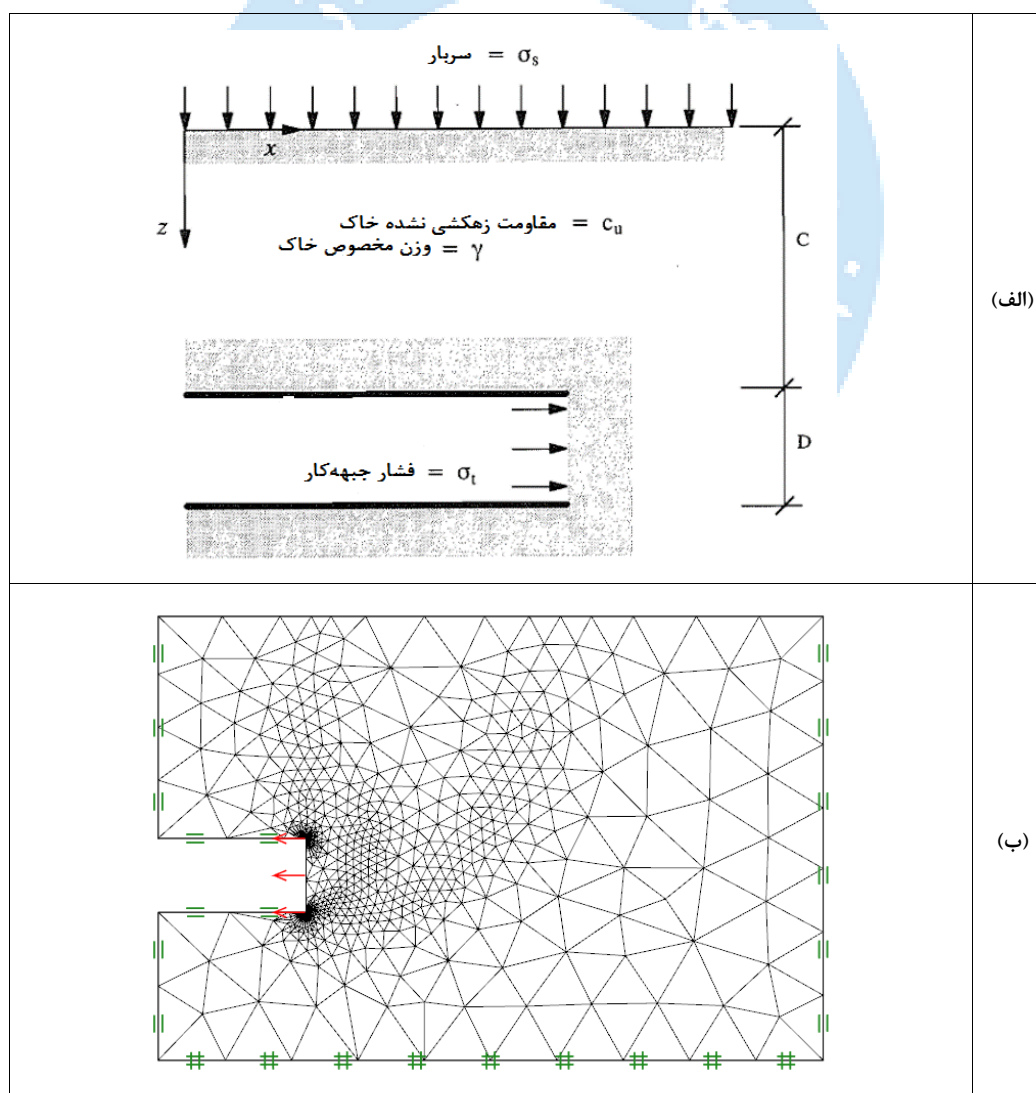 سربار = σs
x
z
مقاومت زهکشی نشده خاک = cu
وزن مخصوص خاک = γ
C
(الف)
D
فشار جبهه‌کار = σt
(ب)